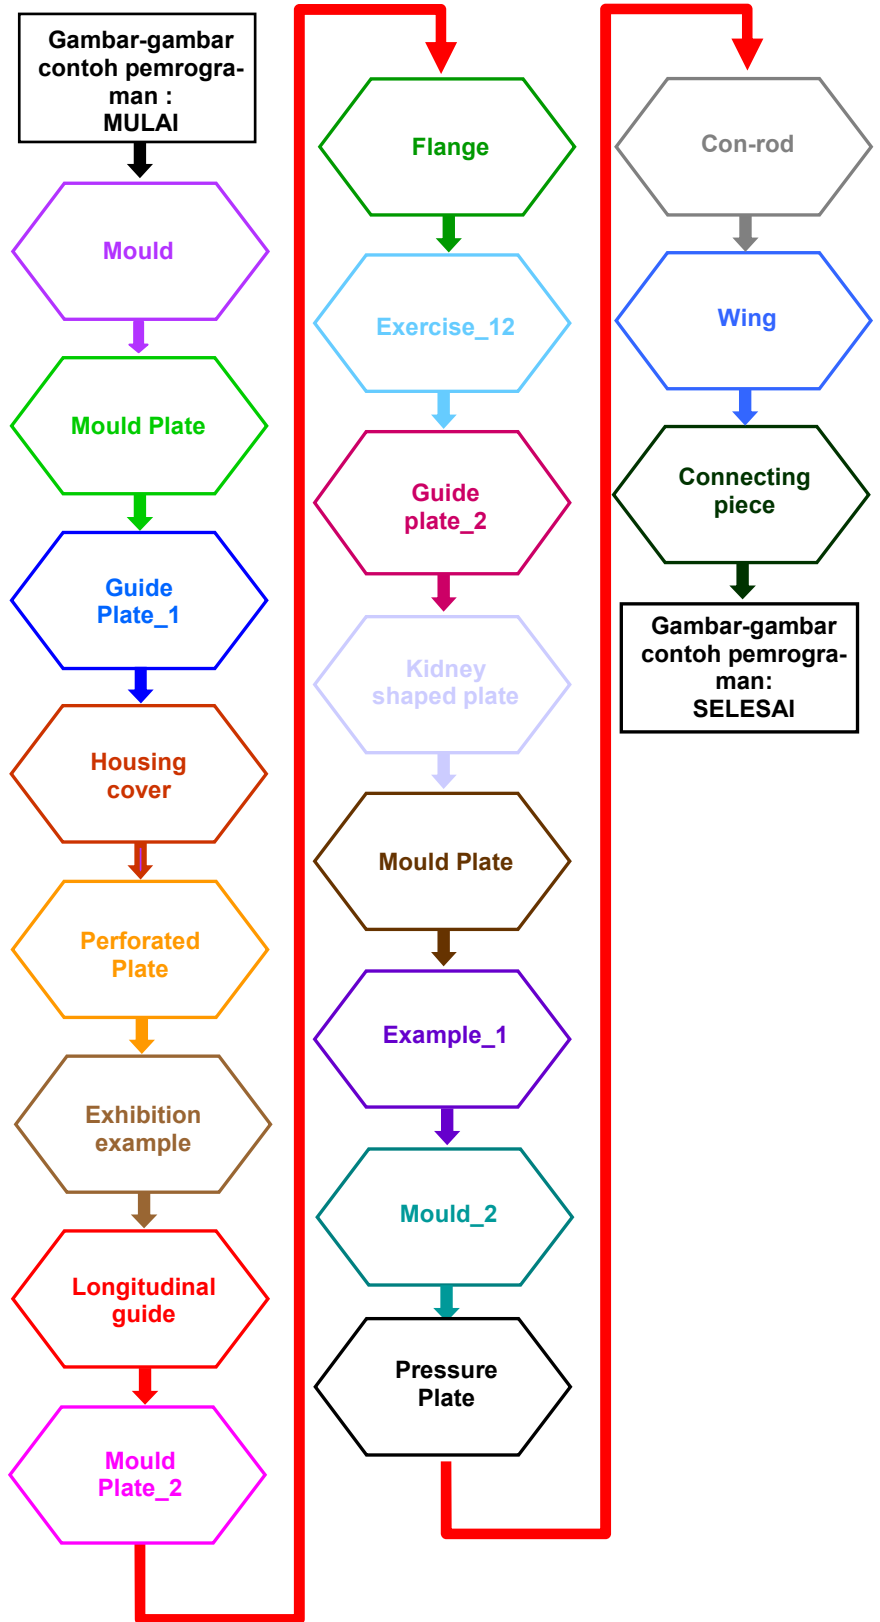 Gambar-gambar
contoh pemrogra-
man :
MULAI
Mould
Mould Plate
Guide
Plate_1
Housing
cover
Perforated
Plate
Exhibition
example
Longitudinal
guide
Mould
Plate_2
Flange
Exercise_12
Guide
plate_2
Kidney
shaped plate
Mould Plate
Example_1
Mould_2
Pressure
Plate
Con-rod
Wing
Connecting
piece
Gambar-gambar
contoh pemrogra-
man:
SELESAI